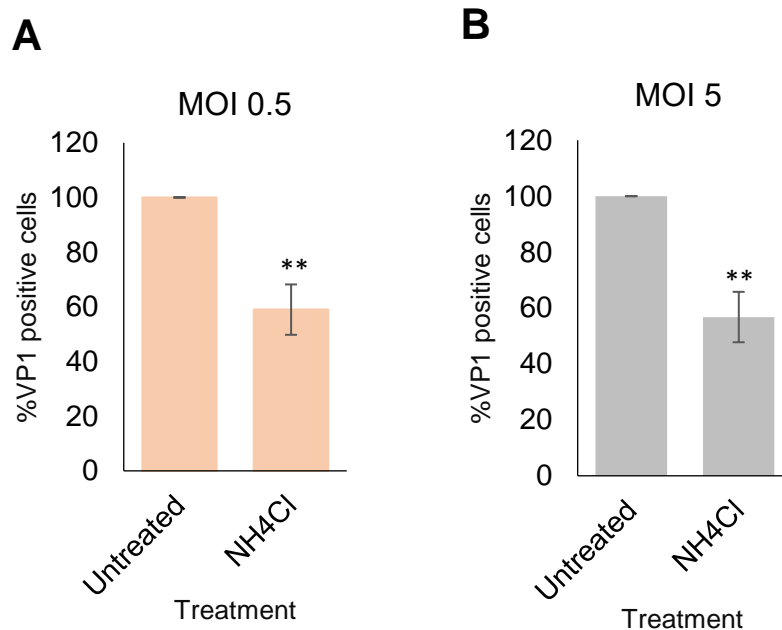 A
MOI 0.5
%VP1 positive cells
120
100
80
60
40
20
0
**
Untreated
NH4Cl
Treatment
B
MOI 5
%VP1 positive cells
120
100
80
60
40
20
0
**
Untreated
NH4Cl
Treatment